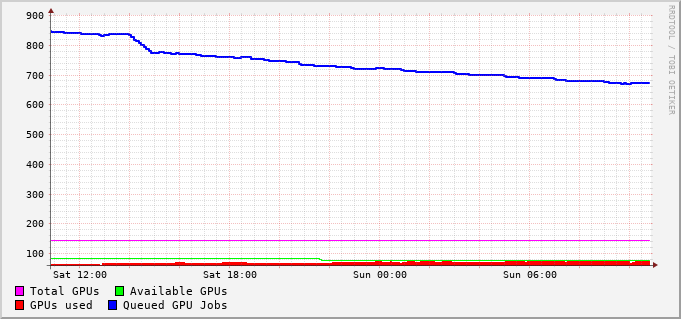 900
800
700
600
500
400
300
200
100
Sat 12:00 Sat 18:00 Sun 00:00 Sun 06:00
Total GPUs Available GPUs
GPUs used Queued GPU Jobs
RRDTOOL / TOBI OETIKER